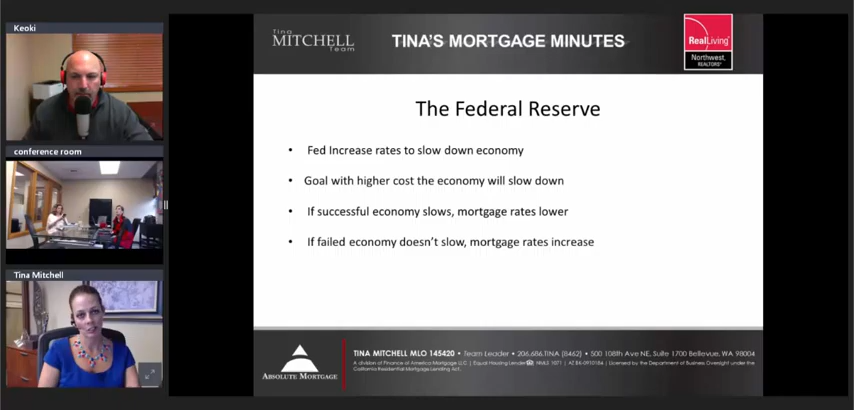 Keoki
conference room
Tina Mitchell
Tina
MITCHELL
Team
TINA'S MORTGAGE MINUTES
RealLiving
Northwest,
REALTORS
The Federal Reserve
• Fed Increase rates to slow down economy
• Goal with higher cost the economy will slow down
• If successful economy slows, mortgage rates lower
• If failed economy doesn't slow, mortgage rates increase
ABSOLUTE MORTGAGE
TINA MITCHELL MLO 145420 • Team Leader • 206.686.TINA (8462) • 500 108th Ave NE, Suite 1700 Bellevue, WA 98004
A division of Finance of America Mortgage LLC | Equal Housing Lender | NMLS 1071 | AZ BK-0910184 | Licensed by the Department of Business Oversight under the
California Residential Mortgage Lending Act.